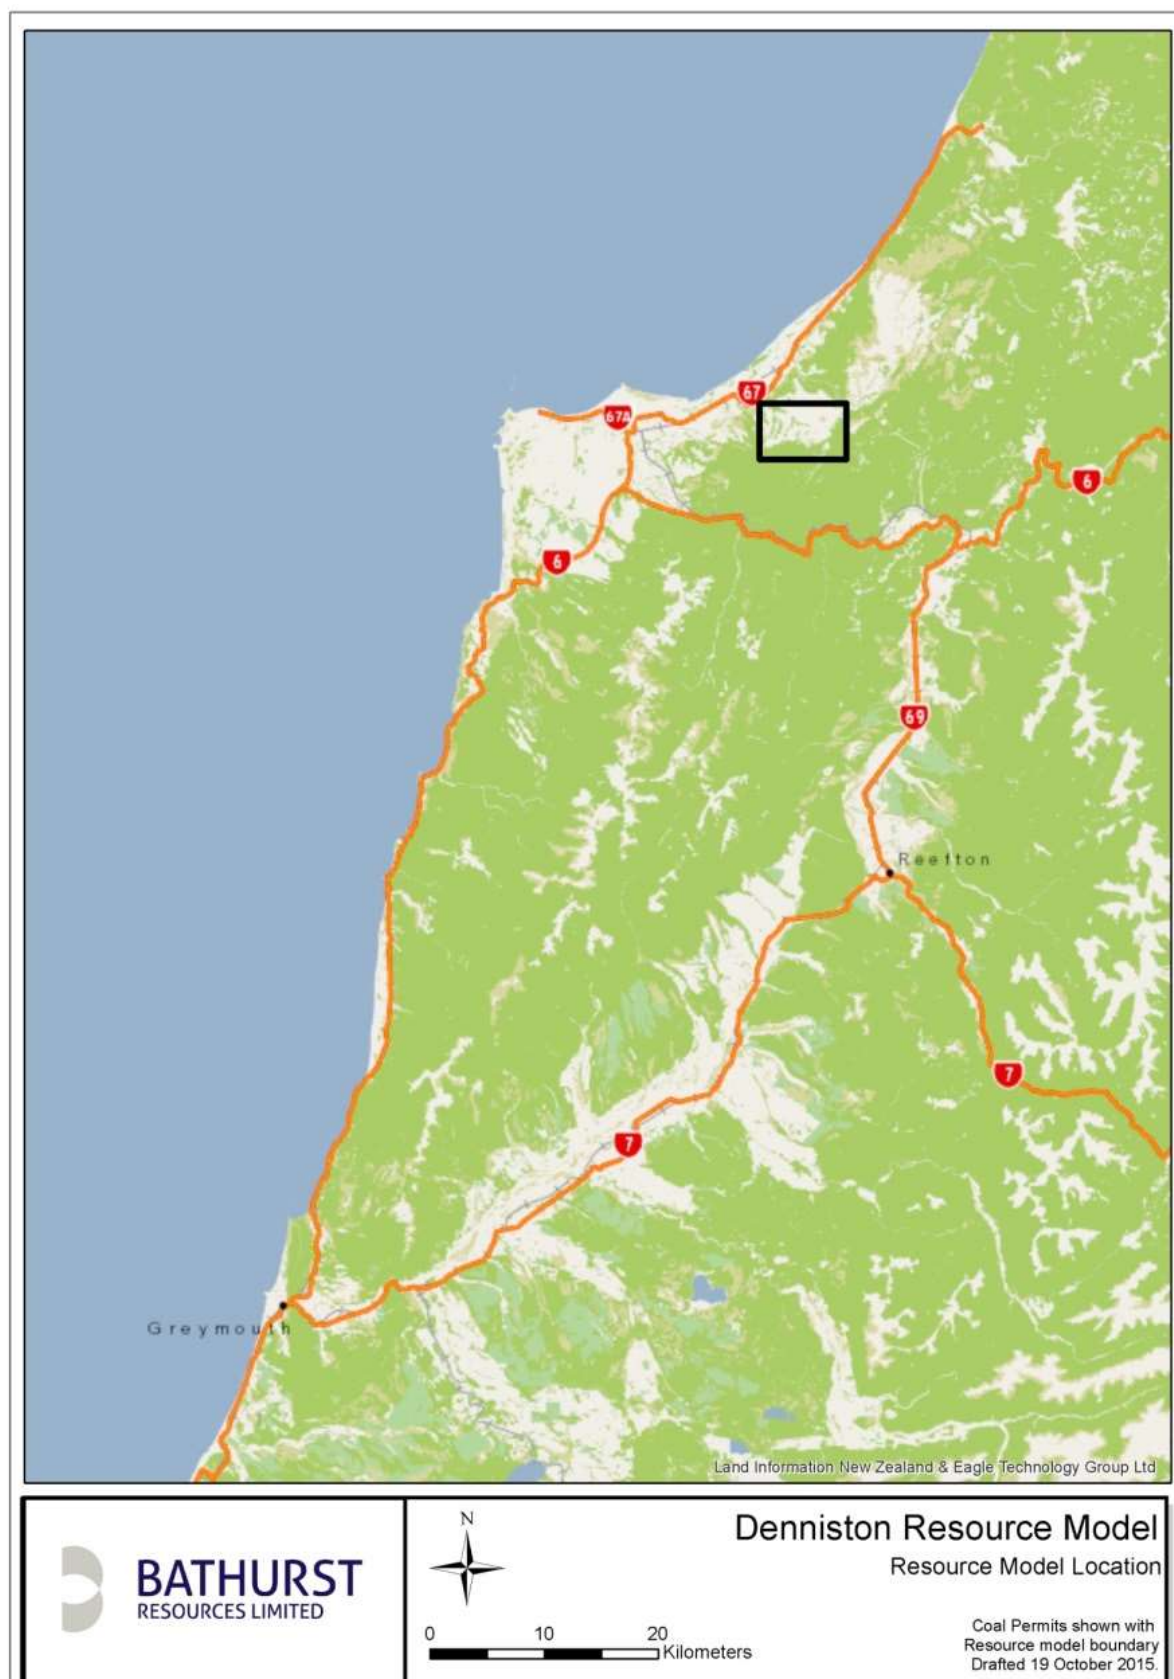 67
67A
6
6
69
Reefton
7
7
Greymouth
Land Information New Zealand & Eagle Technology Group Ltd
BATHURST
RESOURCES LIMITED
N
0 10 20
Kilometers
Denniston Resource Model
Resource Model Location
Coal Permits shown with
Resource model boundary
Drafted 19 October 2015.